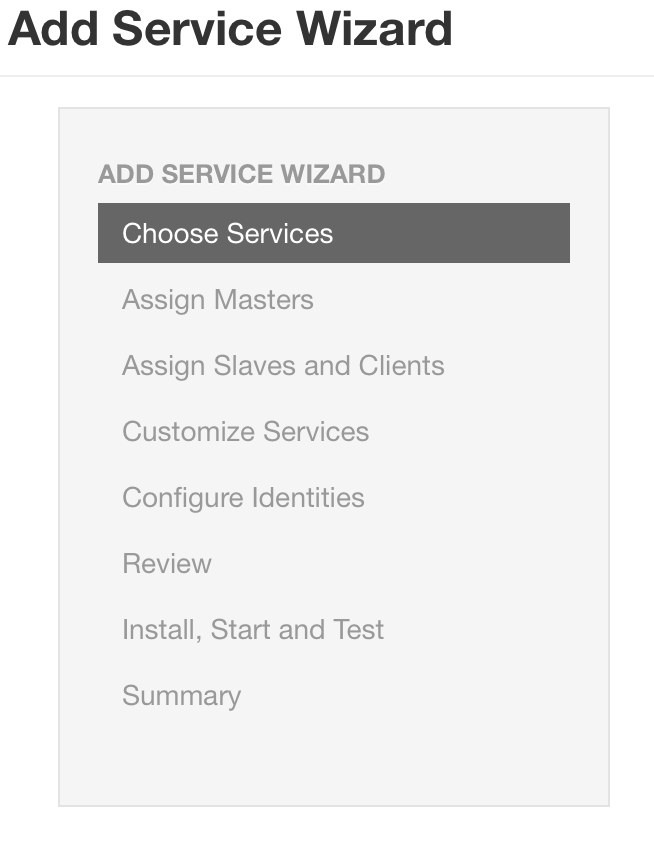 Add Service Wizard
ADD SERVICE WIZARD
Choose Services
Assign Masters
Assign Slaves and Clients
Customize Services
Configure Identities
Review
Install, Start and Test
Summary